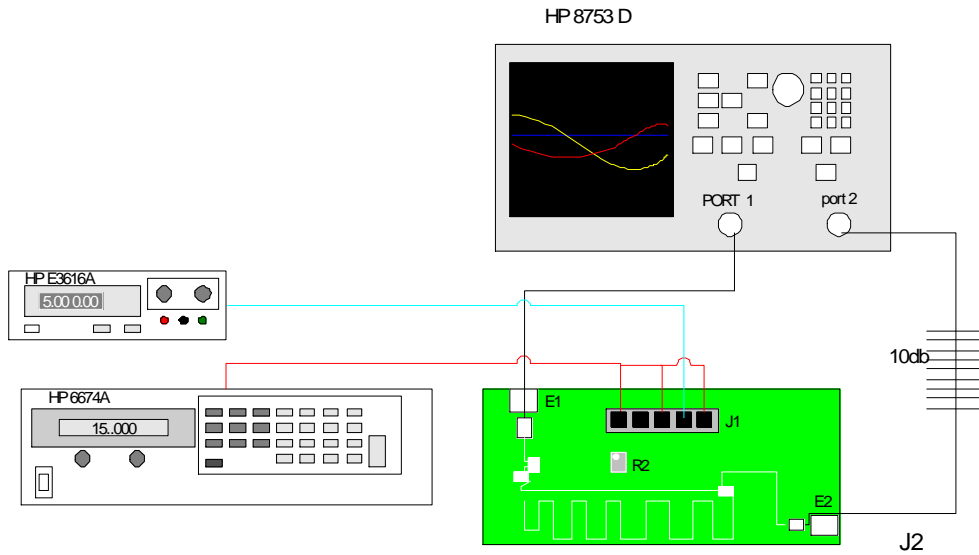 HP 8753 D
PORT 1
port 2
HP E3616A
5.00 0.00
10db
HP 6674A
15..000
E1
J1
R2
E2
J2